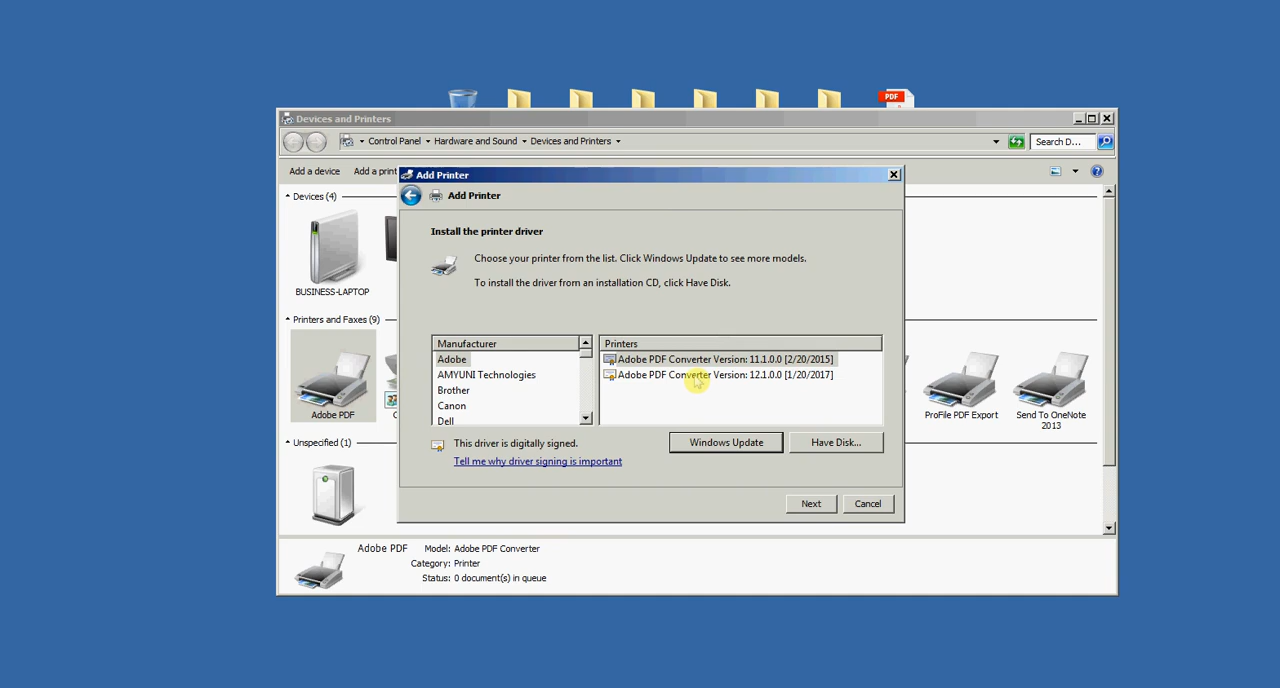 PDF
Devices and Printers
Control Panel
Hardware and Sound
Devices and Printers
Search D...
Add a device
Add a print
Add Printer
Add Printer
Devices (4)
BUSINESS-LAPTOP
Install the printer driver
Choose your printer from the list. Click Windows Update to see more models.
To install the driver from an installation CD, click Have Disk.
Printers and Faxes (9)
Adobe PDF
Manufacturer
Adobe
AMYUNI Technologies
Brother
Canon
Dell
Printers
Adobe PDF Converter Version: 11.1.0.0 [2/20/2015]
Adobe PDF Converter Version: 12.1.0.0 [1/20/2017]
ProFile PDF Export
Send To OneNote
2013
This driver is digitally signed.
Tell me why driver signing is important
Windows Update
Have Disk...
Unspecified (1)
Next
Cancel
Adobe PDF
Model: Adobe PDF Converter
Category: Printer
Status: 0 document(s) in queue